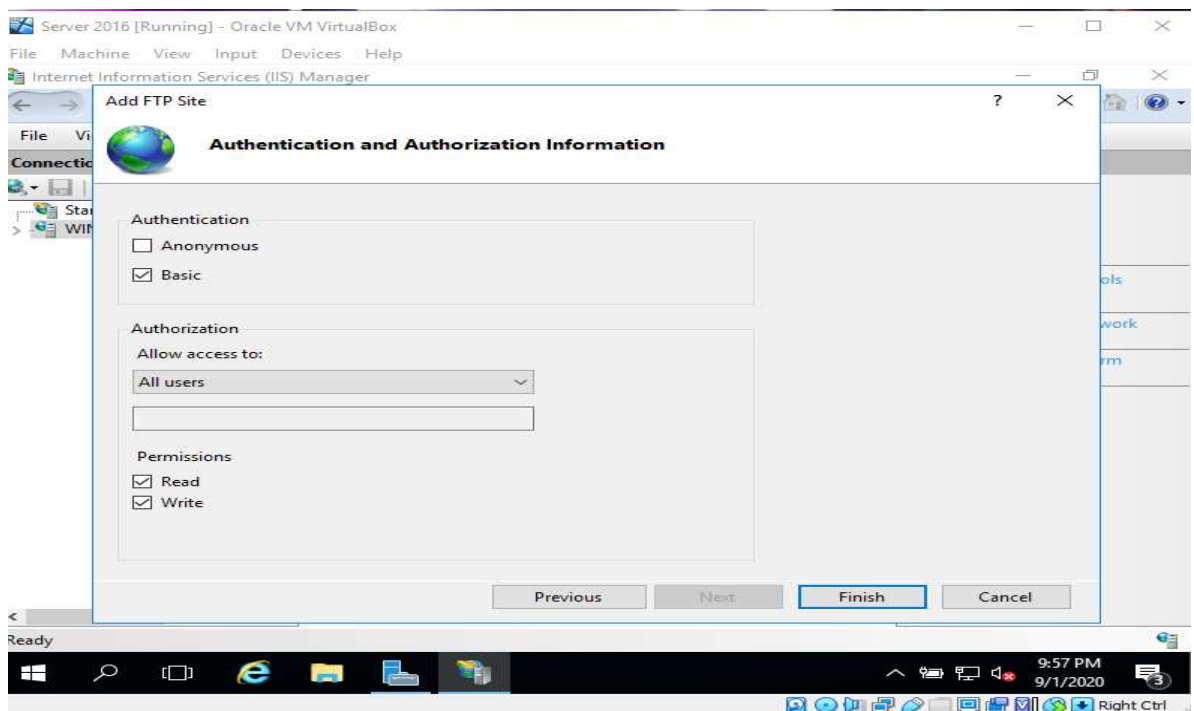 Server 2016 [Running] - Oracle VM VirtualBox
File Machine View Input Devices Help
Internet Information Services (IIS) Manager
Add FTP Site
?
File Vi
Authentication and Authorization Information
Connectic
Star
WIN
Authentication
Anonymous
Basic
ols
Authorization
work
Allow access to:
rm
All users
Permissions
Read
Write
Previous Next Finish Cancel
Ready
9:57 PM
9/1/2020
3
Right Ctrl